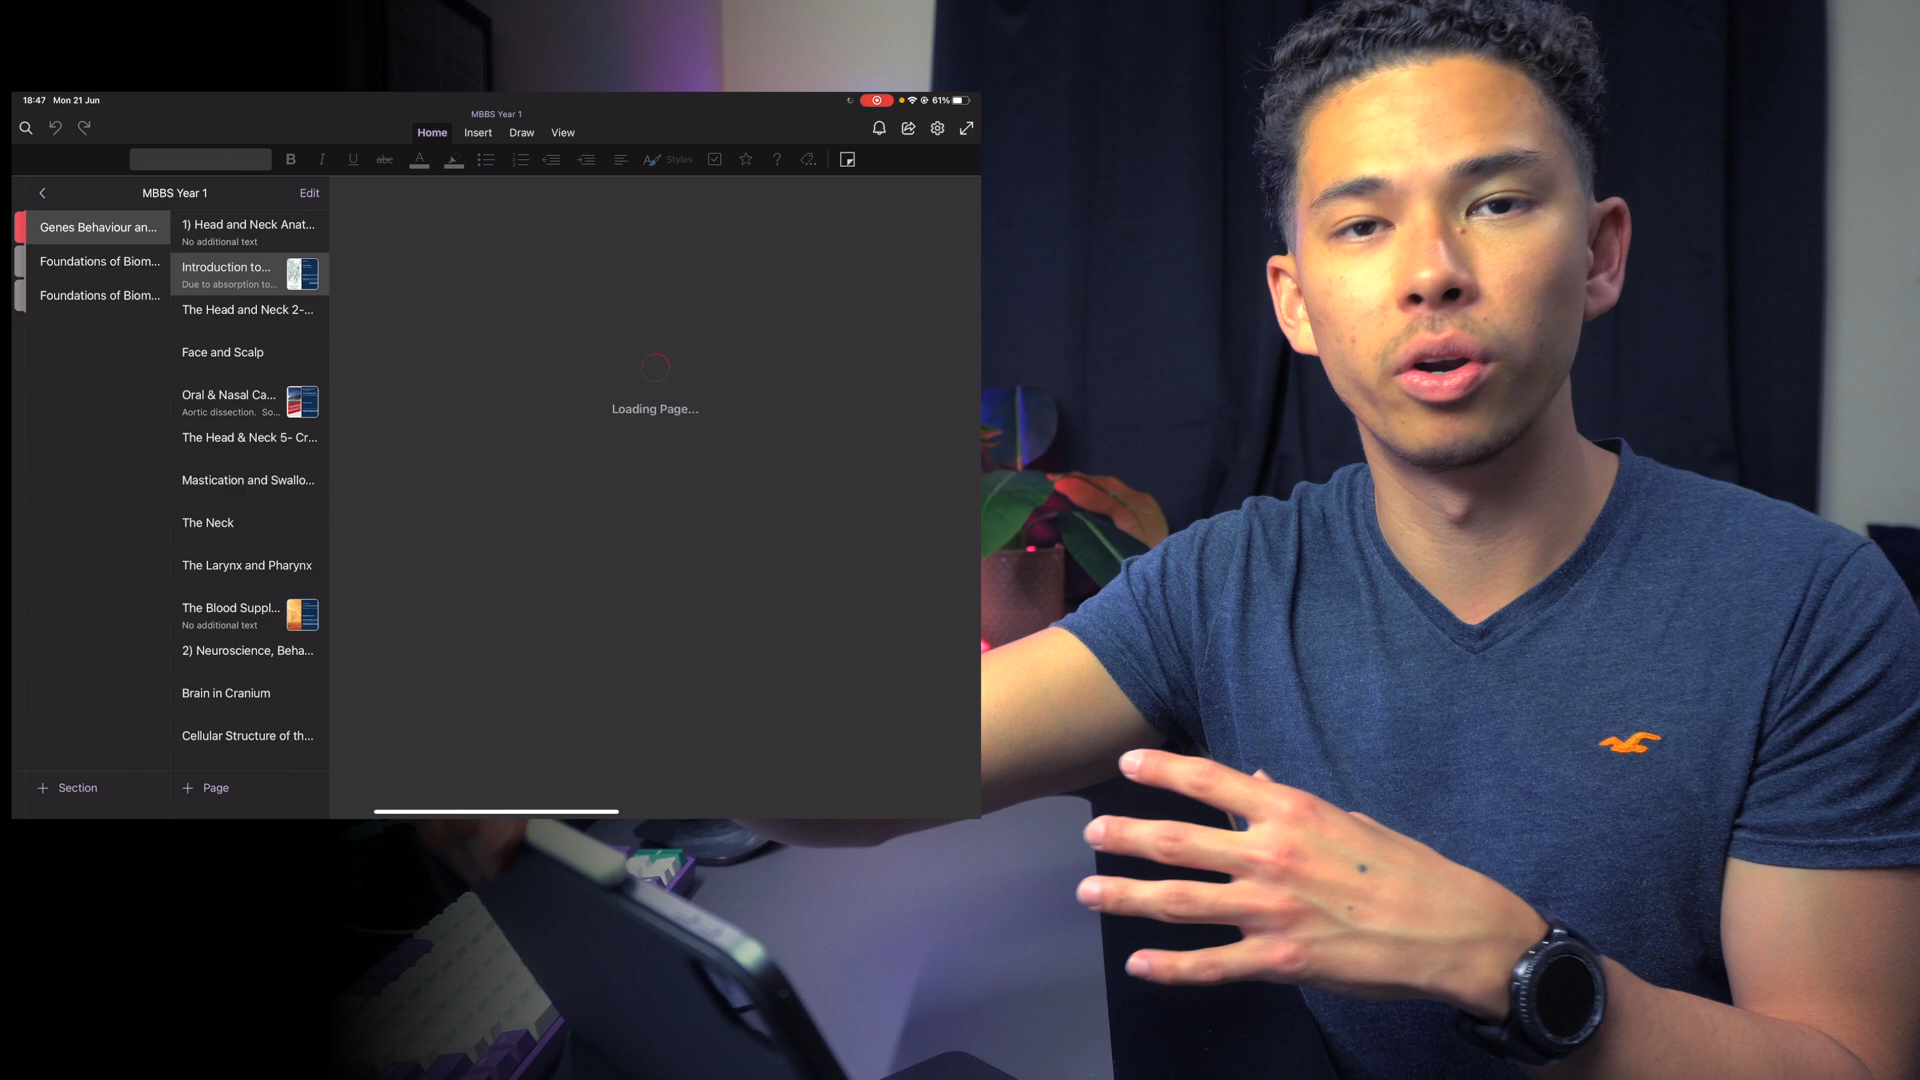 18:47 Mon 21 Jun
61%
MBBS Year 1
Home Insert Draw View
B I U abc A Styles ?
MBBS Year 1 Edit
Genes Behaviour an...
Foundations of Biom...
Foundations of Biom...
1) Head and Neck Anat...
No additional text
Introduction to...
Due to absorption to...
The Head and Neck 2-...
Face and Scalp
Oral & Nasal Ca...
Aortic dissection. So...
The Head & Neck 5- Cr...
Mastication and Swallo...
The Neck
The Larynx and Pharynx
The Blood Suppl...
No additional text
2) Neuroscience, Beha...
Brain in Cranium
Cellular Structure of th...
+ Section
+ Page
Loading Page...